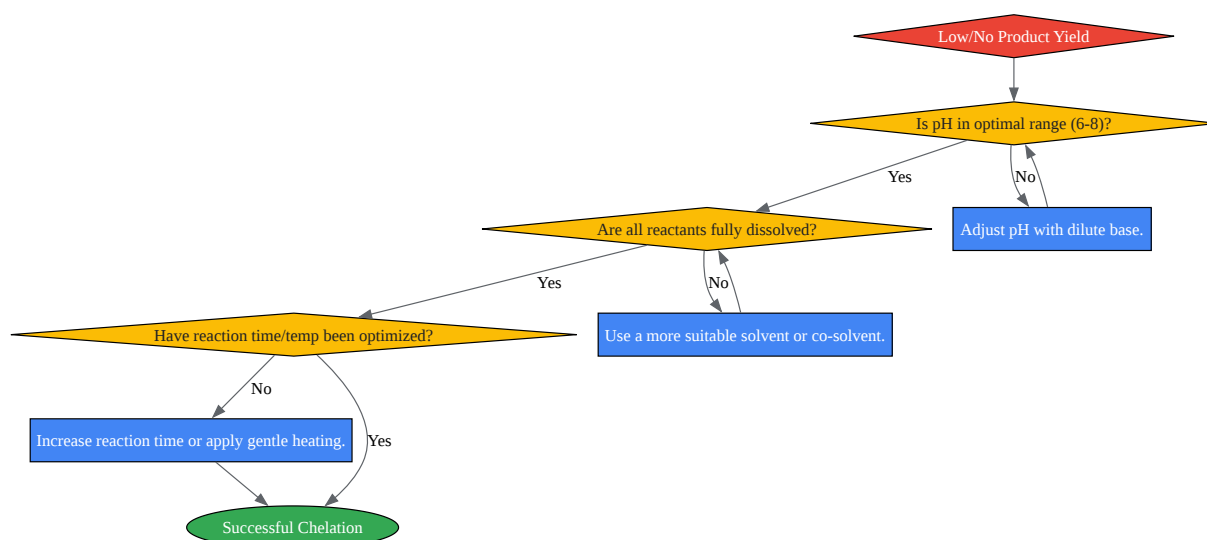 Low/No Product Yield
Is pH in optimal range (6-8)?
Yes
No
Adjust pH with dilute base.
Are all reactants fully dissolved?
Yes
No
Use a more suitable solvent or co-solvent.
Have reaction time/temp been optimized?
No
Yes
Increase reaction time or apply gentle heating.
Successful Chelation